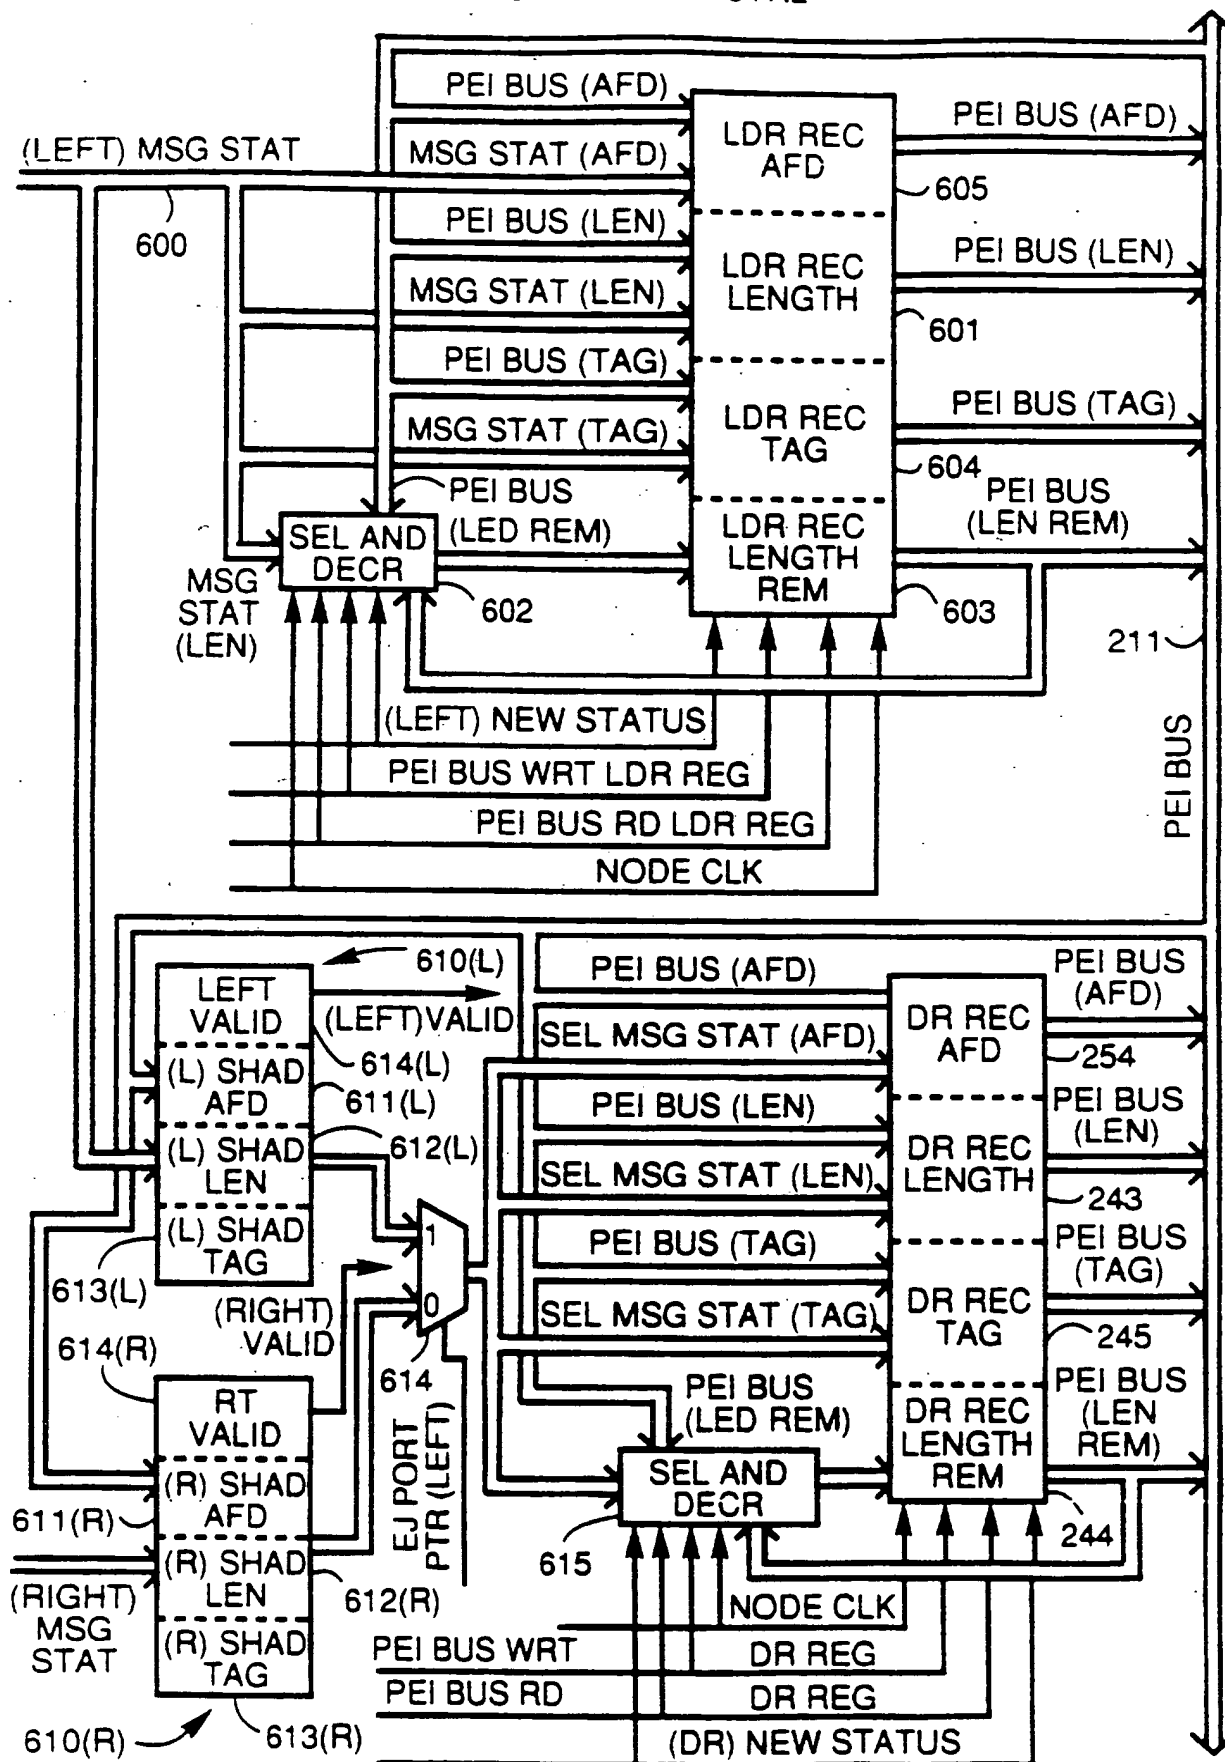 PEI BUS (AFD)
LDR REC
AFD
PEI BUS (AFD)
(LEFT) MSG STAT
MSG STAT (AFD)
605
600
PEI BUS (LEN)
LDR REC
LENGTH
PEI BUS (LEN)
MSG STAT (LEN)
601
PEI BUS (TAG)
LDR REC
TAG
PEI BUS (TAG)
MSG STAT (TAG)
604
PEI BUS
(LED REM)
LDR REC
LENGTH
REM
PEI BUS
(LEN REM)
SEL AND
DECR
MSG
STAT
(LEN)
602
603
211
(LEFT) NEW STATUS
PEI BUS WRT LDR REG
PEI BUS RD LDR REG
NODE CLK
PEI BUS
610(L)
LEFT
VALID
(LEFT)VALID
614(L)
(L) SHAD
AFD
611(L)
(L) SHAD
LEN
612(L)
(L) SHAD
TAG
613(L)
PEI BUS (AFD)
DR REC
AFD
PEI BUS
(AFD)
SEL MSG STAT (AFD)
254
PEI BUS (LEN)
DR REC
LENGTH
PEI BUS
(LEN)
SEL MSG STAT (LEN)
243
PEI BUS (TAG)
DR REC
TAG
PEI BUS
(TAG)
SEL MSG STAT (TAG)
245
1
0
(RIGHT)
VALID
614
614(R)
EJ PORT
PTR (LEFT)
RT
VALID
(R) SHAD
AFD
611(R)
(R) SHAD
LEN
612(R)
(R) SHAD
TAG
613(R)
610(R)
(RIGHT)
MSG
STAT
PEI BUS
(LED REM)
DR REC
LENGTH
REM
PEI BUS
(LEN
REM)
SEL AND
DECR
615
244
NODE CLK
PEI BUS WRT DR REG
PEI BUS RD DR REG
(DR) NEW STATUS